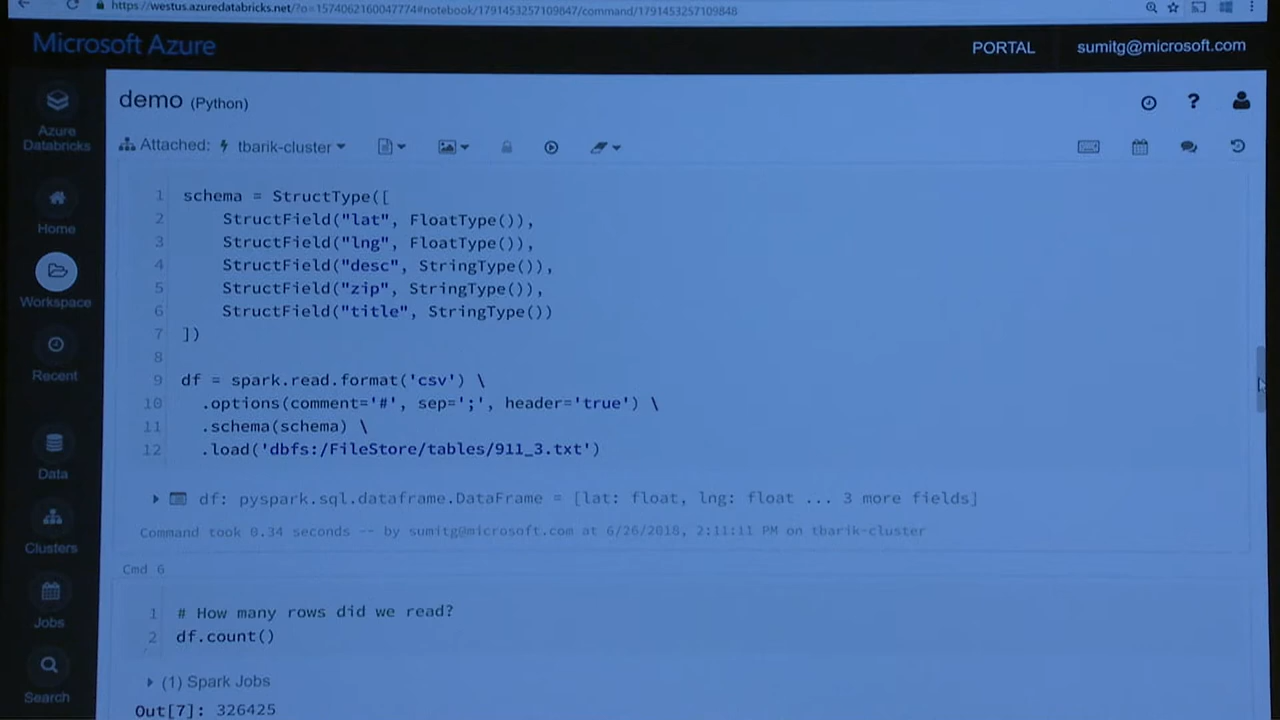 https://westus.azuredatabricks.net/?o=1574062160047774#notebook/1791453257109847/command/1791453257109848
Microsoft Azure
PORTAL
sumitg@microsoft.com
Azure
Databricks
Home
Workspace
Recent
Data
Clusters
Jobs
Search
demo (Python)
?
Attached: tbarik-cluster
1 schema = StructType([
2 StructField("lat", FloatType()),
3 StructField("lng", FloatType()),
4 StructField("desc", StringType()),
5 StructField("zip", StringType()),
6 StructField("title", StringType())
7 ])
8
9 df = spark.read.format('csv') \
10 .options(comment='#', sep=';', header='true') \
11 .schema(schema) \
12 .load('dbfs:/FileStore/tables/911_3.txt')
df: pyspark.sql.dataframe.DataFrame = [lat: float, lng: float ... 3 more fields]
Command took 0.34 seconds -- by sumitg@microsoft.com at 6/26/2018, 2:11:11 PM on tbarik-cluster
Cmd 6
1 # How many rows did we read?
2 df.count()
(1) Spark Jobs
Out[7]: 326425